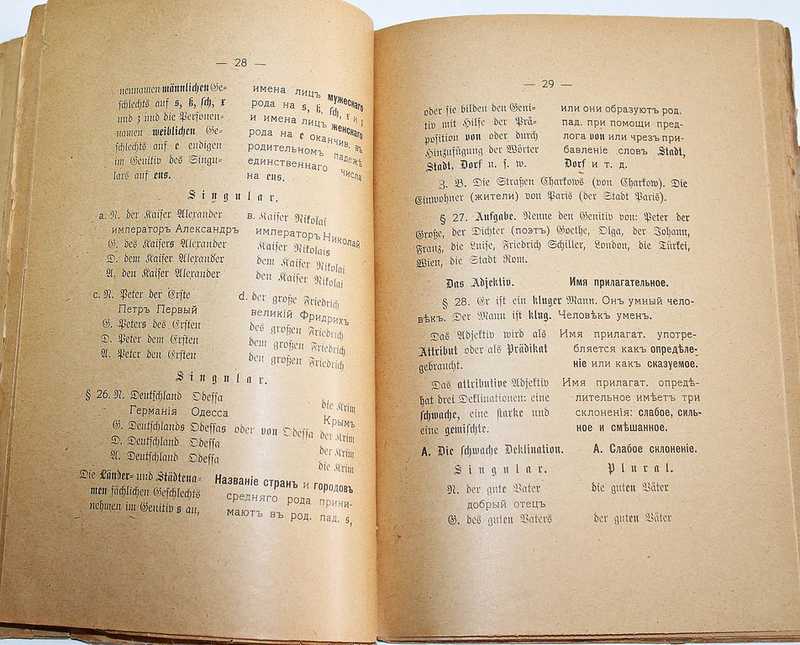 — 28 —
nennamen männlichen Ge-
schlechts auf s, ß, sch, x
und z und die Personen-
namen weiblichen Ge-
schlechts auf e endigen
im Genitiv des Singu-
lars auf ens.
имена лицъ мужескаго
рода на s, ß, sch, x и z
и имена лицъ женскаго
рода на e оканчив. въ
родительномъ падежѣ
единственнаго числа
на ens.
Singular.
a. N. der Kaiser Alexander
императоръ Александръ
G. des Kaisers Alexander
D. dem Kaiser Alexander
A. den Kaiser Alexander
в. Kaiser Nikolai
императоръ Николай
Kaiser Nikolais
dem Kaiser Nikolai
den Kaiser Nikolai
c. N. Peter der Erste
Петръ Первый
G. Peters des Ersten
D. Peter dem Ersten
A. Peter den Ersten
d. der große Friedrich
великій Фридрихъ
des großen Friedrich
dem großen Friedrich
den großen Friedrich
Singular.
§ 26. N. Deutschland Odessa die Krim
Германія Одесса Крымъ
G. Deutschlands Odessas oder von Odessa der Krim
D. Deutschland Odessa der Krim
A. Deutschland Odessa die Krim
Die Länder- und Städtena-
men sächlichen Geschlechts
nehmen im Genitiv s an,
Названіе странъ и городовъ
средняго рода прини-
маютъ въ род. пад. s,
— 29 —
oder sie bilden den Geni-
tiv mit Hilfe der Prä-
position von oder durch
Hinzufügung der Wörter
Stadt, Dorf u. s. w.
или они образуютъ род.
пад. при помощи пред-
лога von или чрезъ при-
бавленіе словъ Stadt,
Dorf и т. д.
Z. B. Die Straßen Charkows (von Charkow). Die
Einwohner (жители) von Paris (der Stadt Paris).
§ 27. Aufgabe. Nenne den Genitiv von: Peter der
Große, der Dichter (поэтъ) Goethe, Olga, der Johann,
Franz, die Luise, Friedrich Schiller, London, die Türkei,
Wien, die Stadt Rom.
Das Adjektiv. Имя прилагательное.
§ 28. Er ist ein kluger Mann. Онъ умный чело-
вѣкъ. Der Mann ist klug. Человѣкъ уменъ.
Das Adjektiv wird als
Attribut oder als Prädikat
gebraucht.
Имя прилагат. употре-
бляется какъ опредѣле-
ніе или какъ сказуемое.
Das attributive Adjektiv
hat drei Deklinationen: eine
schwache, eine starke und
eine gemischte.
Имя прилагат. опредѣ-
лительное имѣетъ три
склоненія: слабое, силь-
ное и смѣшанное.
A. Die schwache Deklination. А. Слабое склоненіе.
Singular. Plural.
N. der gute Vater die guten Väter
добрый отецъ
G. des guten Vaters der guten Väter